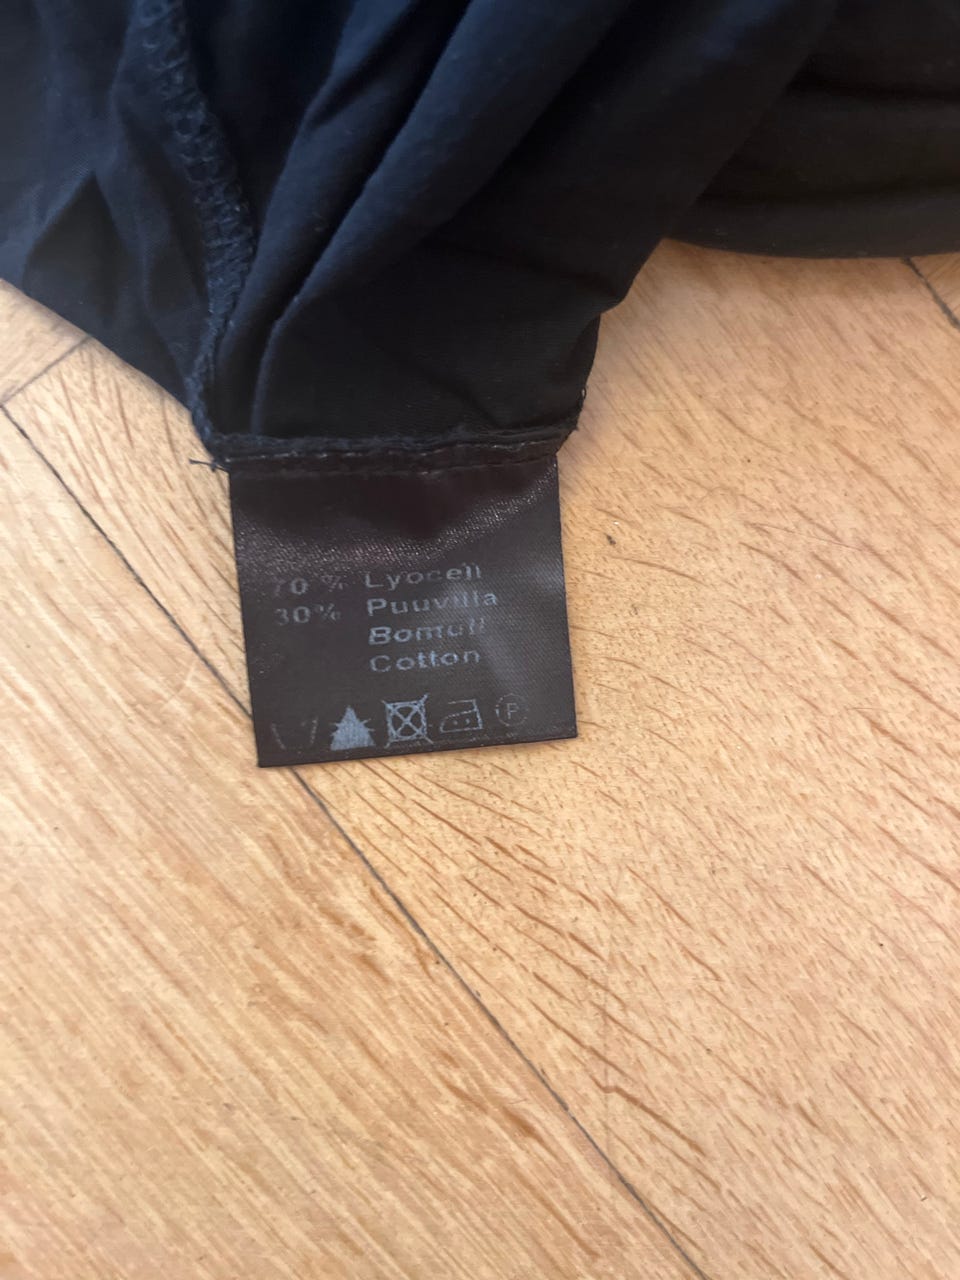 70 % Lyocell
30% Puuvilla
Bomull
Cotton
P